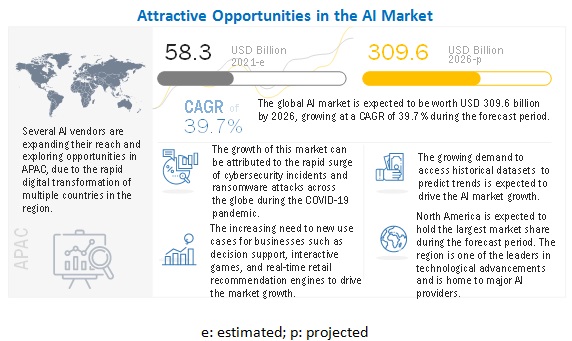 Attractive Opportunities in the AI Market
58.3
USD Billion
2021-e
309.6
USD Billion
2026-p
CAGR of
39.7%
The global AI market is expected to be worth USD 309.6 billion
by 2026, growing at a CAGR of 39.7% during the forecast period.
Several AI vendors are
expanding their reach and
exploring opportunities in
APAC, due to the rapid
digital transformation of
multiple countries in the
region.
APAC
The growth of this market can
be attributed to the rapid surge
of cybersecurity incidents and
ransomware attacks across
the globe during the COVID-19
pandemic.
The increasing need to new use
cases for businesses such as
decision support, interactive
games, and real-time retail
recommendation engines to drive
the market growth.
The growing demand to
access historical datasets to
predict trends is expected to
drive the AI market growth.
North America is expected to
hold the largest market share
during the forecast period. The
region is one of the leaders in
technological advancements
and is home to major AI
providers.
e: estimated; p: projected